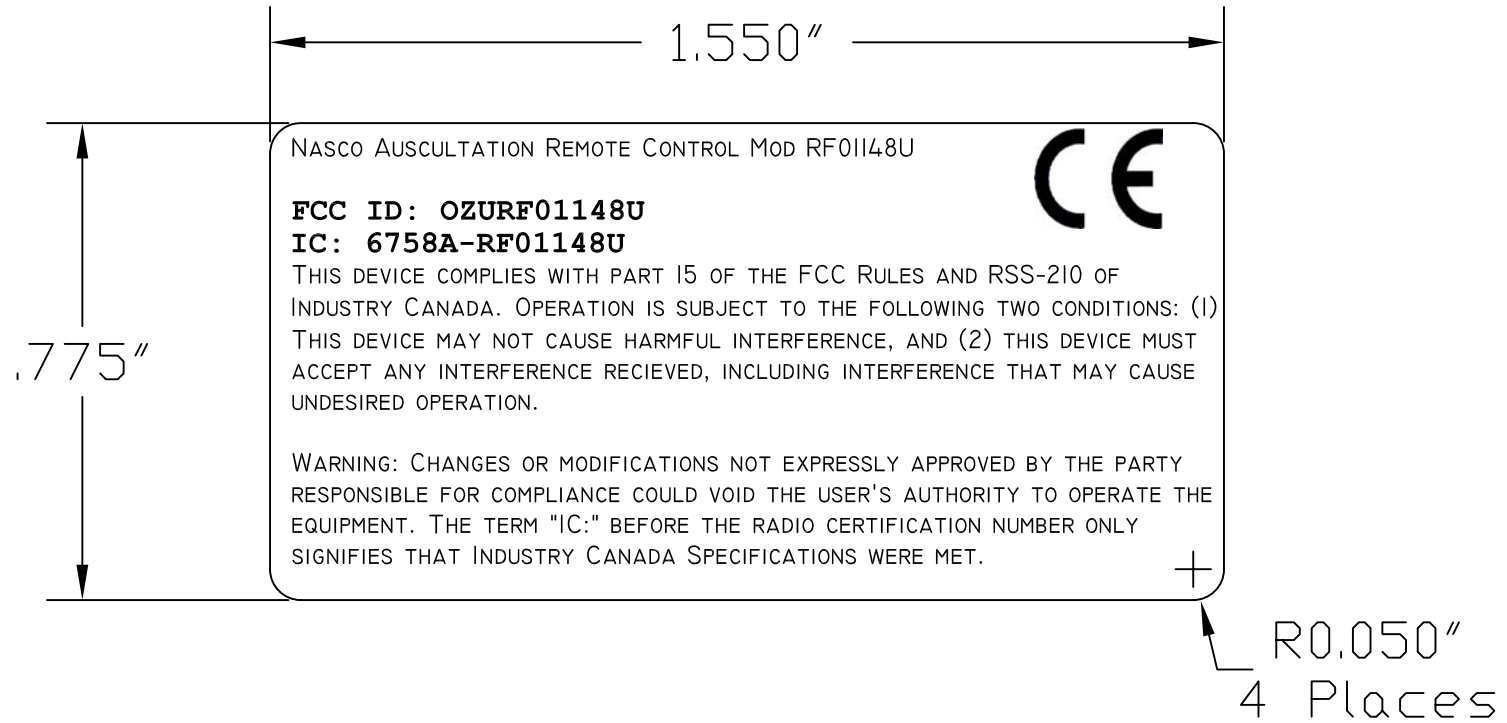 1.550"
NASCO AUSCULTATION REMOTE CONTROL MOD RF01148U
CE
FCC ID: OZURF01148U
IC: 6758A-RF01148U
THIS DEVICE COMPLIES WITH PART 15 OF THE FCC RULES AND RSS-210 OF
INDUSTRY CANADA. OPERATION IS SUBJECT TO THE FOLLOWING TWO CONDITIONS: (1)
THIS DEVICE MAY NOT CAUSE HARMFUL INTERFERENCE, AND (2) THIS DEVICE MUST
ACCEPT ANY INTERFERENCE RECIEVED, INCLUDING INTERFERENCE THAT MAY CAUSE
UNDESIRED OPERATION.
.775"
WARNING: CHANGES OR MODIFICATIONS NOT EXPRESSLY APPROVED BY THE PARTY
RESPONSIBLE FOR COMPLIANCE COULD VOID THE USER'S AUTHORITY TO OPERATE THE
EQUIPMENT. THE TERM "IC:" BEFORE THE RADIO CERTIFICATION NUMBER ONLY
SIGNIFIES THAT INDUSTRY CANADA SPECIFICATIONS WERE MET.
R0.050"
4 Places